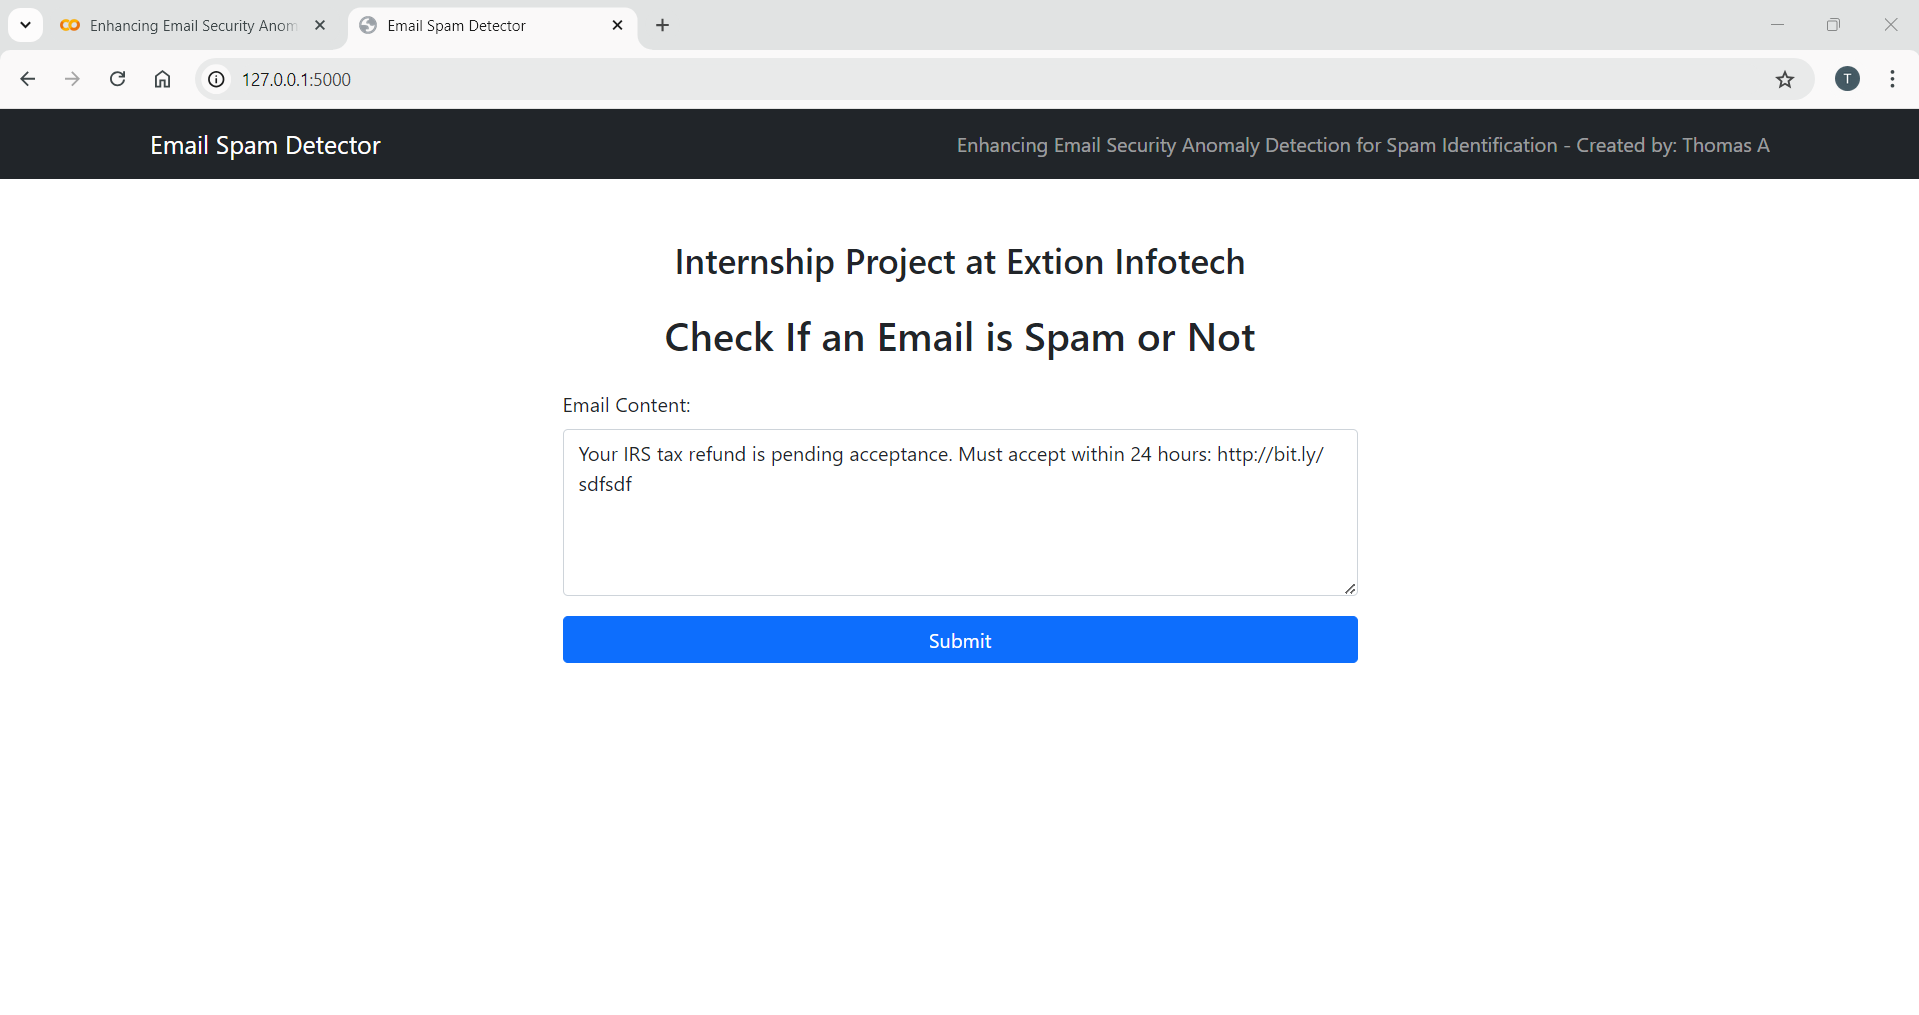 Enhancing Email Security Anom
Email Spam Detector
127.0.0.1:5000
T
Email Spam Detector
Enhancing Email Security Anomaly Detection for Spam Identification - Created by: Thomas A
Internship Project at Extion Infotech
Check If an Email is Spam or Not
Email Content:
Your IRS tax refund is pending acceptance. Must accept within 24 hours: http://bit.ly/
sdfsdf
Submit